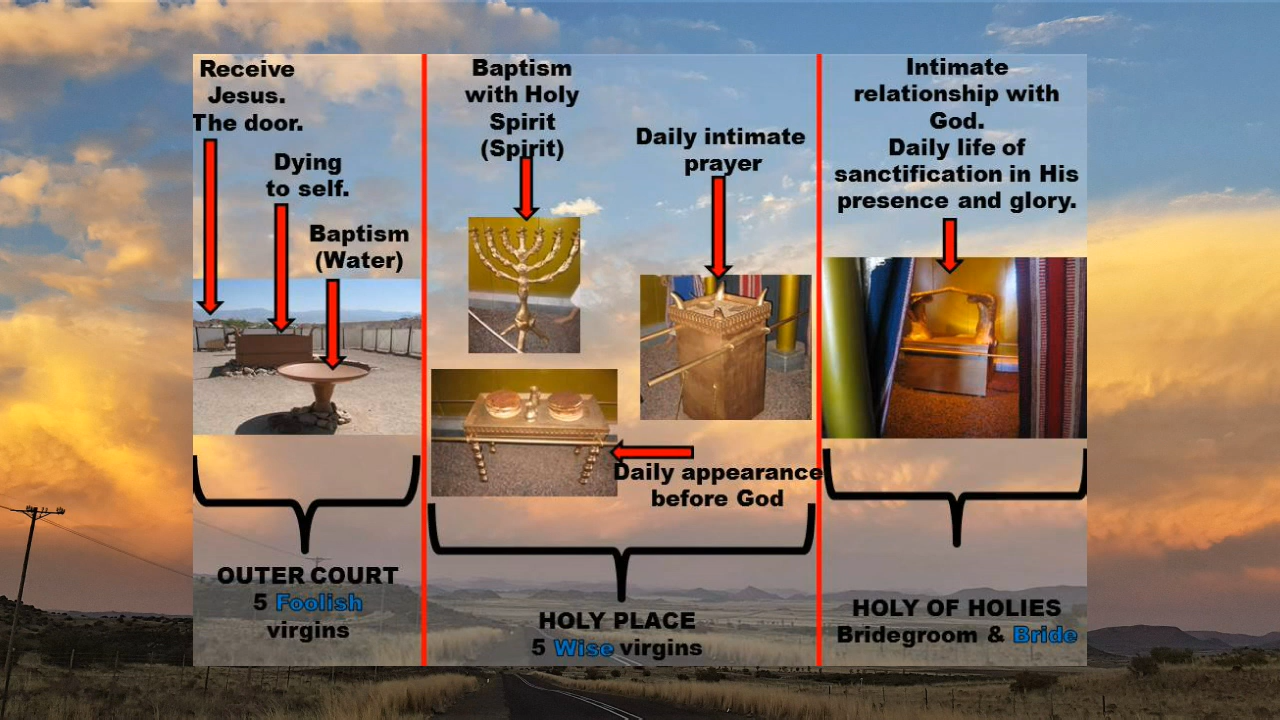 Receive
Jesus.
The door.
Dying
to self.
Baptism
(Water)
OUTER COURT
5 Foolish
virgins
Baptism
with Holy
Spirit
(Spirit)
Daily intimate
prayer
Daily appearance
before God
HOLY PLACE
5 Wise virgins
Intimate
relationship with
God.
Daily life of
sanctification in His
presence and glory.
HOLY OF HOLIES
Bridegroom & Bride